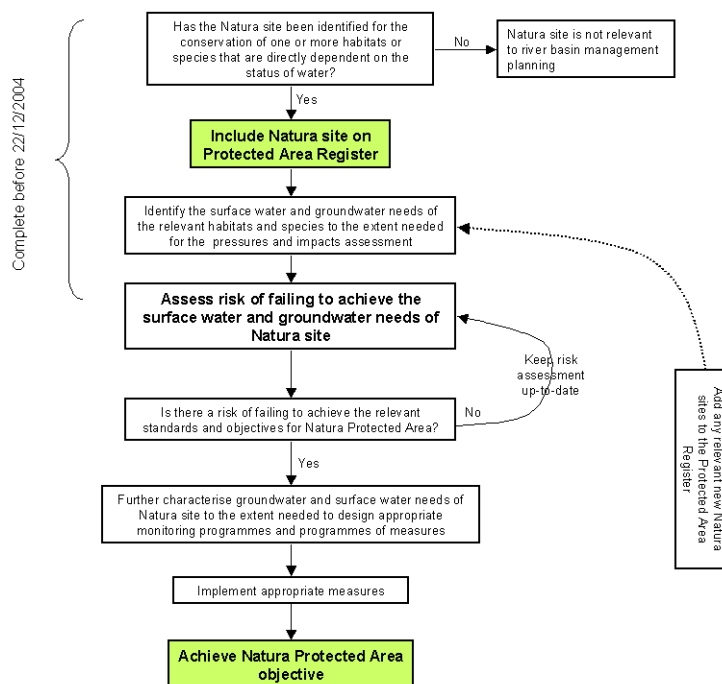 Has the Natura site been identified for the
conservation of one or more habitats or
species that are directly dependent on the
status of water?
No
Natura site is not relevant
to river basin management
planning
Yes
Complete before 22/12/2004
Include Natura site on
Protected Area Register
Identify the surface water and groundwater needs of
the relevant habitats and species to the extent needed
for the pressures and impacts assessment
Assess risk of failing to achieve the
surface water and groundwater needs of
Natura site
Keep risk
assessment
up-to-date
Is there a risk of failing to achieve the relevant
standards and objectives for Natura Protected Area?
No
Add any relevant new Natura
sites to the Protected Area
Register
Yes
Further characterise groundwater and surface water needs of
Natura site to the extent needed to design appropriate
monitoring programmes and programmes of measures
Implement appropriate measures
Achieve Natura Protected Area
objective